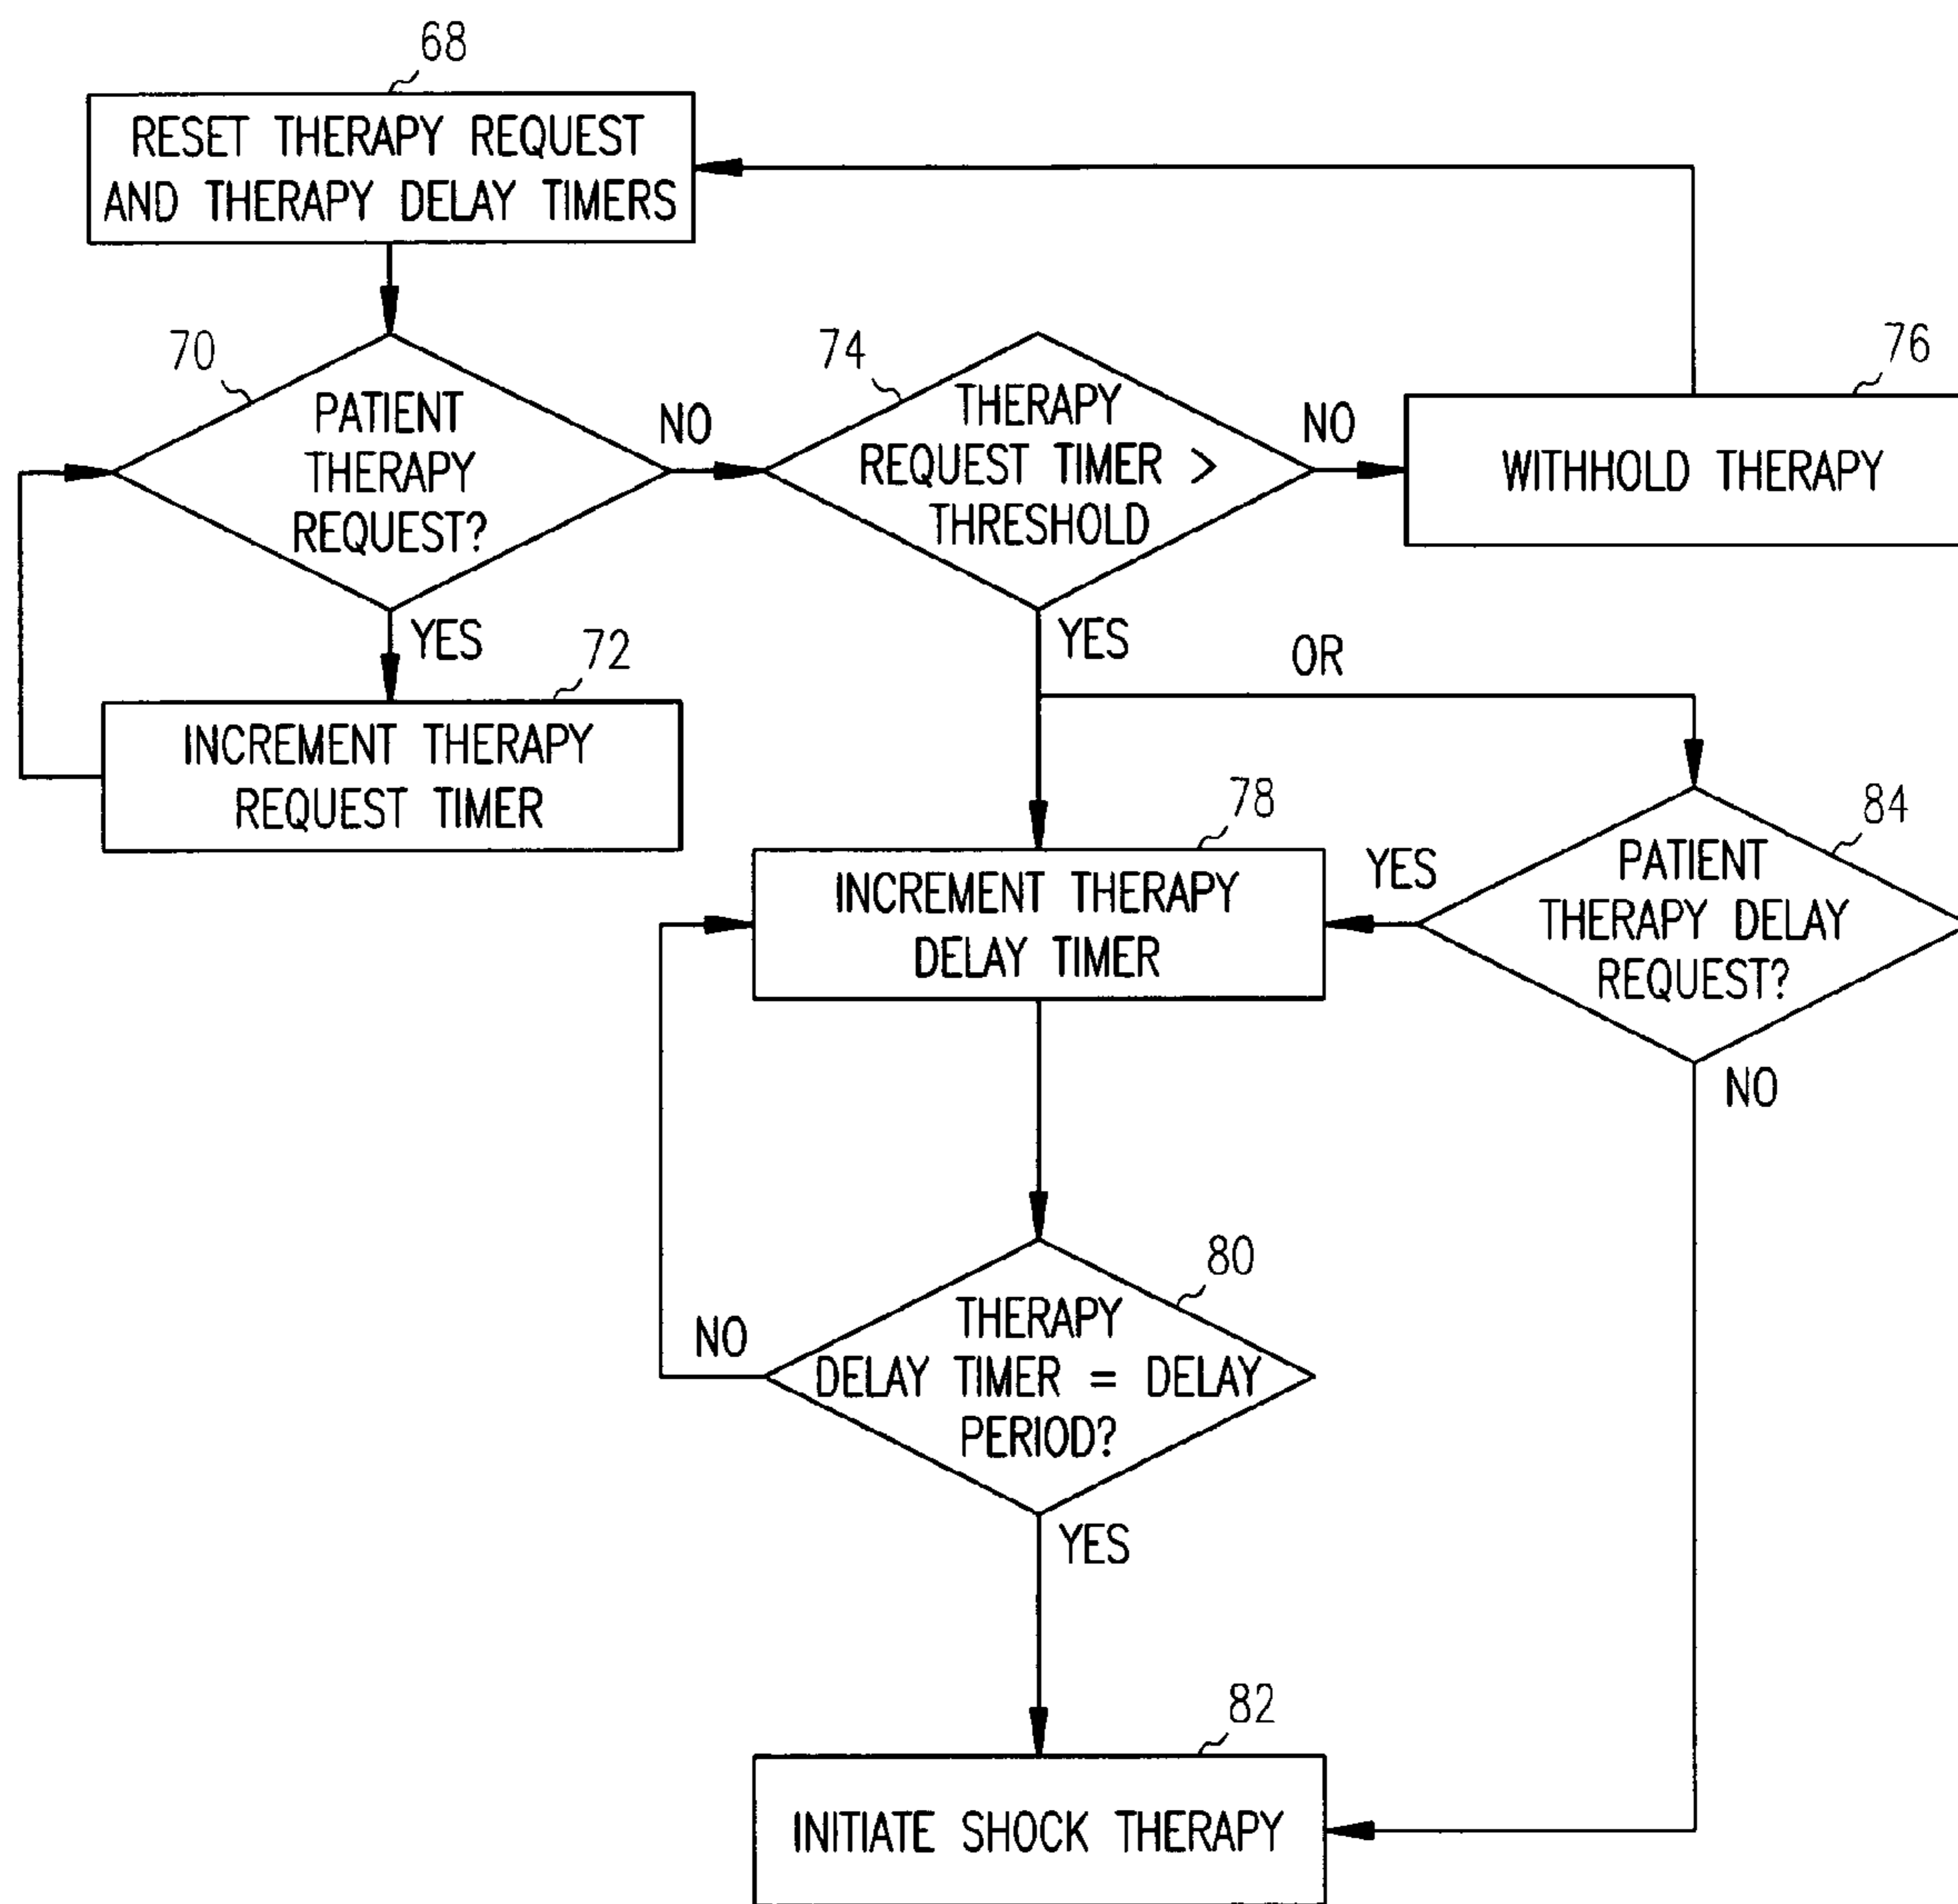 68
RESET THERAPY REQUEST
AND THERAPY DELAY TIMERS
70
PATIENT
THERAPY
REQUEST?
NO
74
THERAPY
REQUEST TIMER >
THRESHOLD
NO
76
WITHHOLD THERAPY
YES
72
INCREMENT THERAPY
REQUEST TIMER
YES
OR
78
INCREMENT THERAPY
DELAY TIMER
YES
84
PATIENT
THERAPY DELAY
REQUEST?
NO
80
THERAPY
DELAY TIMER = DELAY
PERIOD?
NO
YES
82
INITIATE SHOCK THERAPY